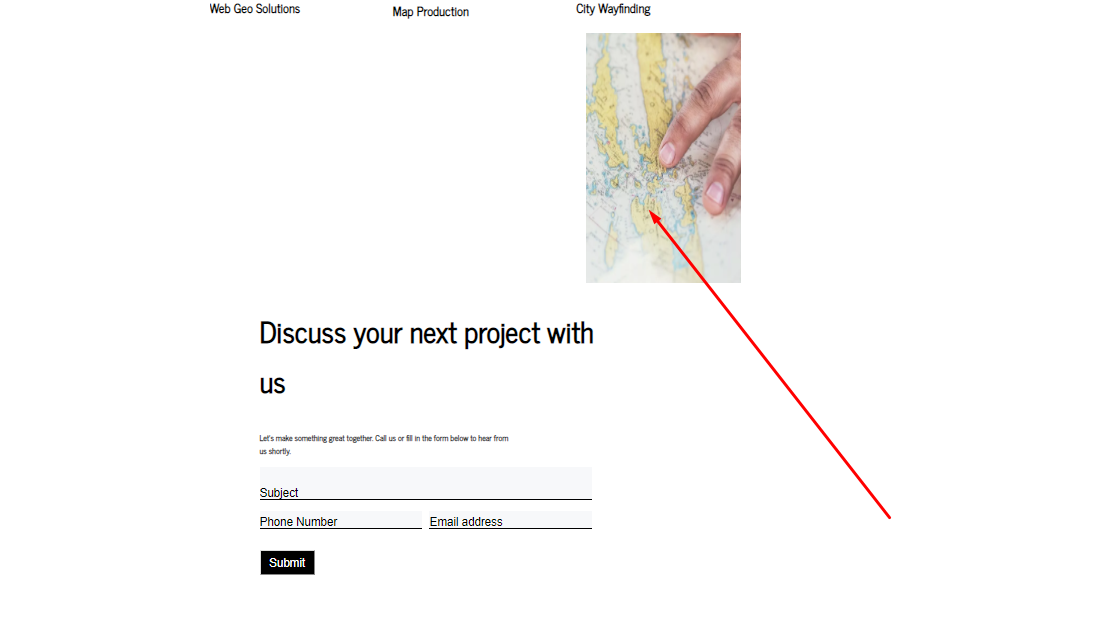 Web Geo Solutions
Map Production
City Wayfinding
Discuss your next project with
us
Let's make something great together. Call us or fill in the form below to hear from
us shortly.
Subject
Phone Number
Email address
Submit